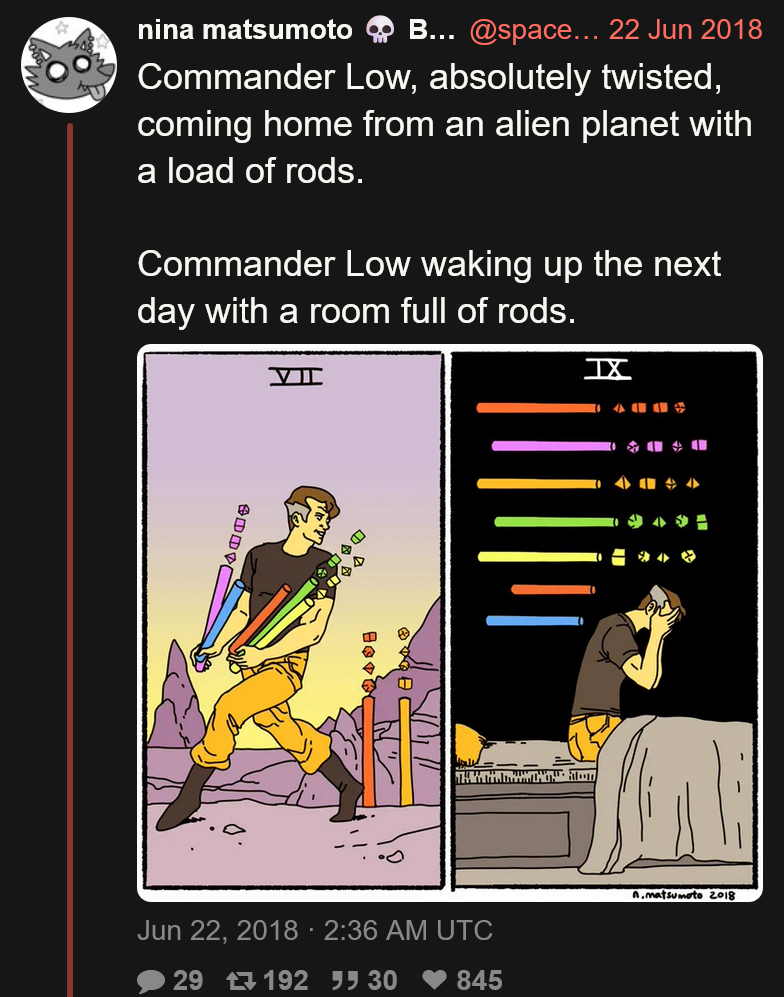 nina matsumoto 💀 B… @space… 22 Jun 2018
Commander Low, absolutely twisted,
coming home from an alien planet with
a load of rods.
Commander Low waking up the next
day with a room full of rods.
VII
IX
n.matsumoto 2018
Jun 22, 2018 · 2:36 AM UTC
29 192 30 845